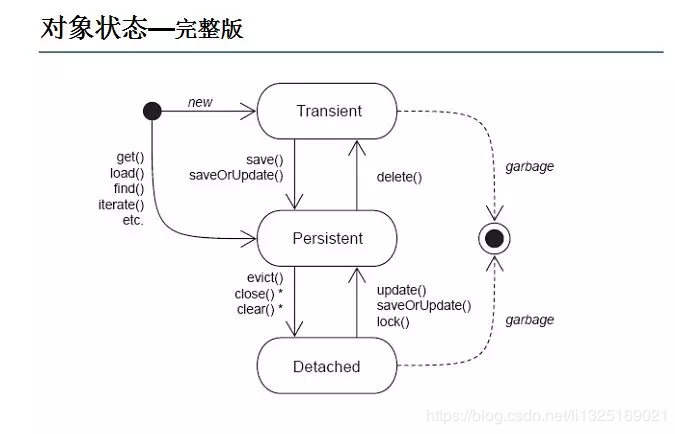 对象状态—完整版
new
Transient
get()
load()
find()
iterate()
etc.
save()
saveOrUpdate()
delete()
garbage
Persistent
evict()
close() *
clear() *
update()
saveOrUpdate()
lock()
garbage
Detached
https://blog.csdn.net/li1325169021